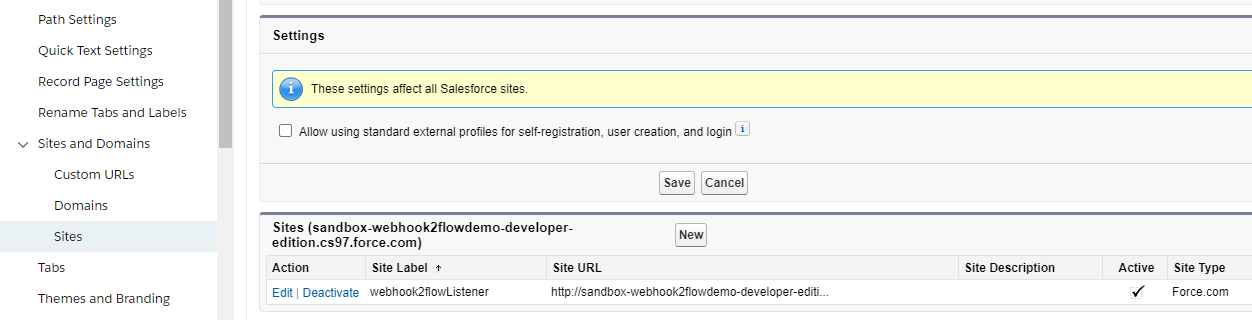 Path Settings
Quick Text Settings
Record Page Settings
Rename Tabs and Labels
Sites and Domains
Custom URLs
Domains
Sites
Tabs
Themes and Branding
Settings
i These settings affect all Salesforce sites.
Allow using standard external profiles for self-registration, user creation, and login i
Save Cancel
Sites (sandbox-webhook2flowdemo-developer-
edition.cs97.force.com)
New
Action Site Label ↑ Site URL Site Description Active Site Type
Edit | Deactivate webhook2flowListener http://sandbox-webhook2flowdemo-developer-editi... ✓ Force.com